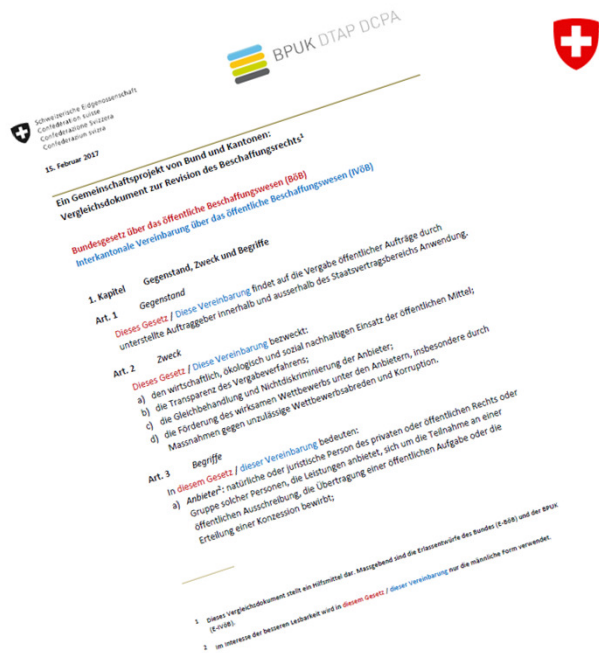 BPUK DTAP DCPA
Schweizerische Eidgenossenschaft
Confédération suisse
Confederazione Svizzera
Confederaziun svizra
15. Februar 2017
Ein Gemeinschaftsprojekt von Bund und Kantonen:
Vergleichsdokument zur Revision des Beschaffungsrechts¹
Bundesgesetz über das öffentliche Beschaffungswesen (BöB)
Interkantonale Vereinbarung über das öffentliche Beschaffungswesen (IVöB)
1. Kapitel Gegenstand, Zweck und Begriffe
Art. 1 Gegenstand
Dieses Gesetz / Diese Vereinbarung findet auf die Vergabe öffentlicher Aufträge durch
unterstellte Auftraggeber innerhalb und ausserhalb des Staatsvertragsbereichs Anwendung.
Art. 2 Zweck
Dieses Gesetz / Diese Vereinbarung bezweckt:
a) den wirtschaftlich, ökologisch und sozial nachhaltigen Einsatz der öffentlichen Mittel;
b) die Transparenz des Vergabeverfahrens;
c) die Gleichbehandlung und Nichtdiskriminierung der Anbieter;
d) die Förderung des wirksamen Wettbewerbs unter den Anbietern, insbesondere durch
Massnahmen gegen unzulässige Wettbewerbsabreden und Korruption.
Art. 3 Begriffe
In diesem Gesetz / dieser Vereinbarung bedeuten:
a) Anbieter²: natürliche oder juristische Person des privaten oder öffentlichen Rechts oder
Gruppe solcher Personen, die Leistungen anbietet, sich um die Teilnahme an einer
öffentlichen Ausschreibung, die Übertragung einer öffentlichen Aufgabe oder die
Erteilung einer Konzession bewirbt;
1 Dieses Vergleichsdokument stellt ein Hilfsmittel dar. Massgebend sind die Erlassentwürfe des Bundes (E-BöB) und der BPUK
(E-IVöB).
2 Im Interesse der besseren Lesbarkeit wird in diesem Gesetz / dieser Vereinbarung nur die männliche Form verwendet.